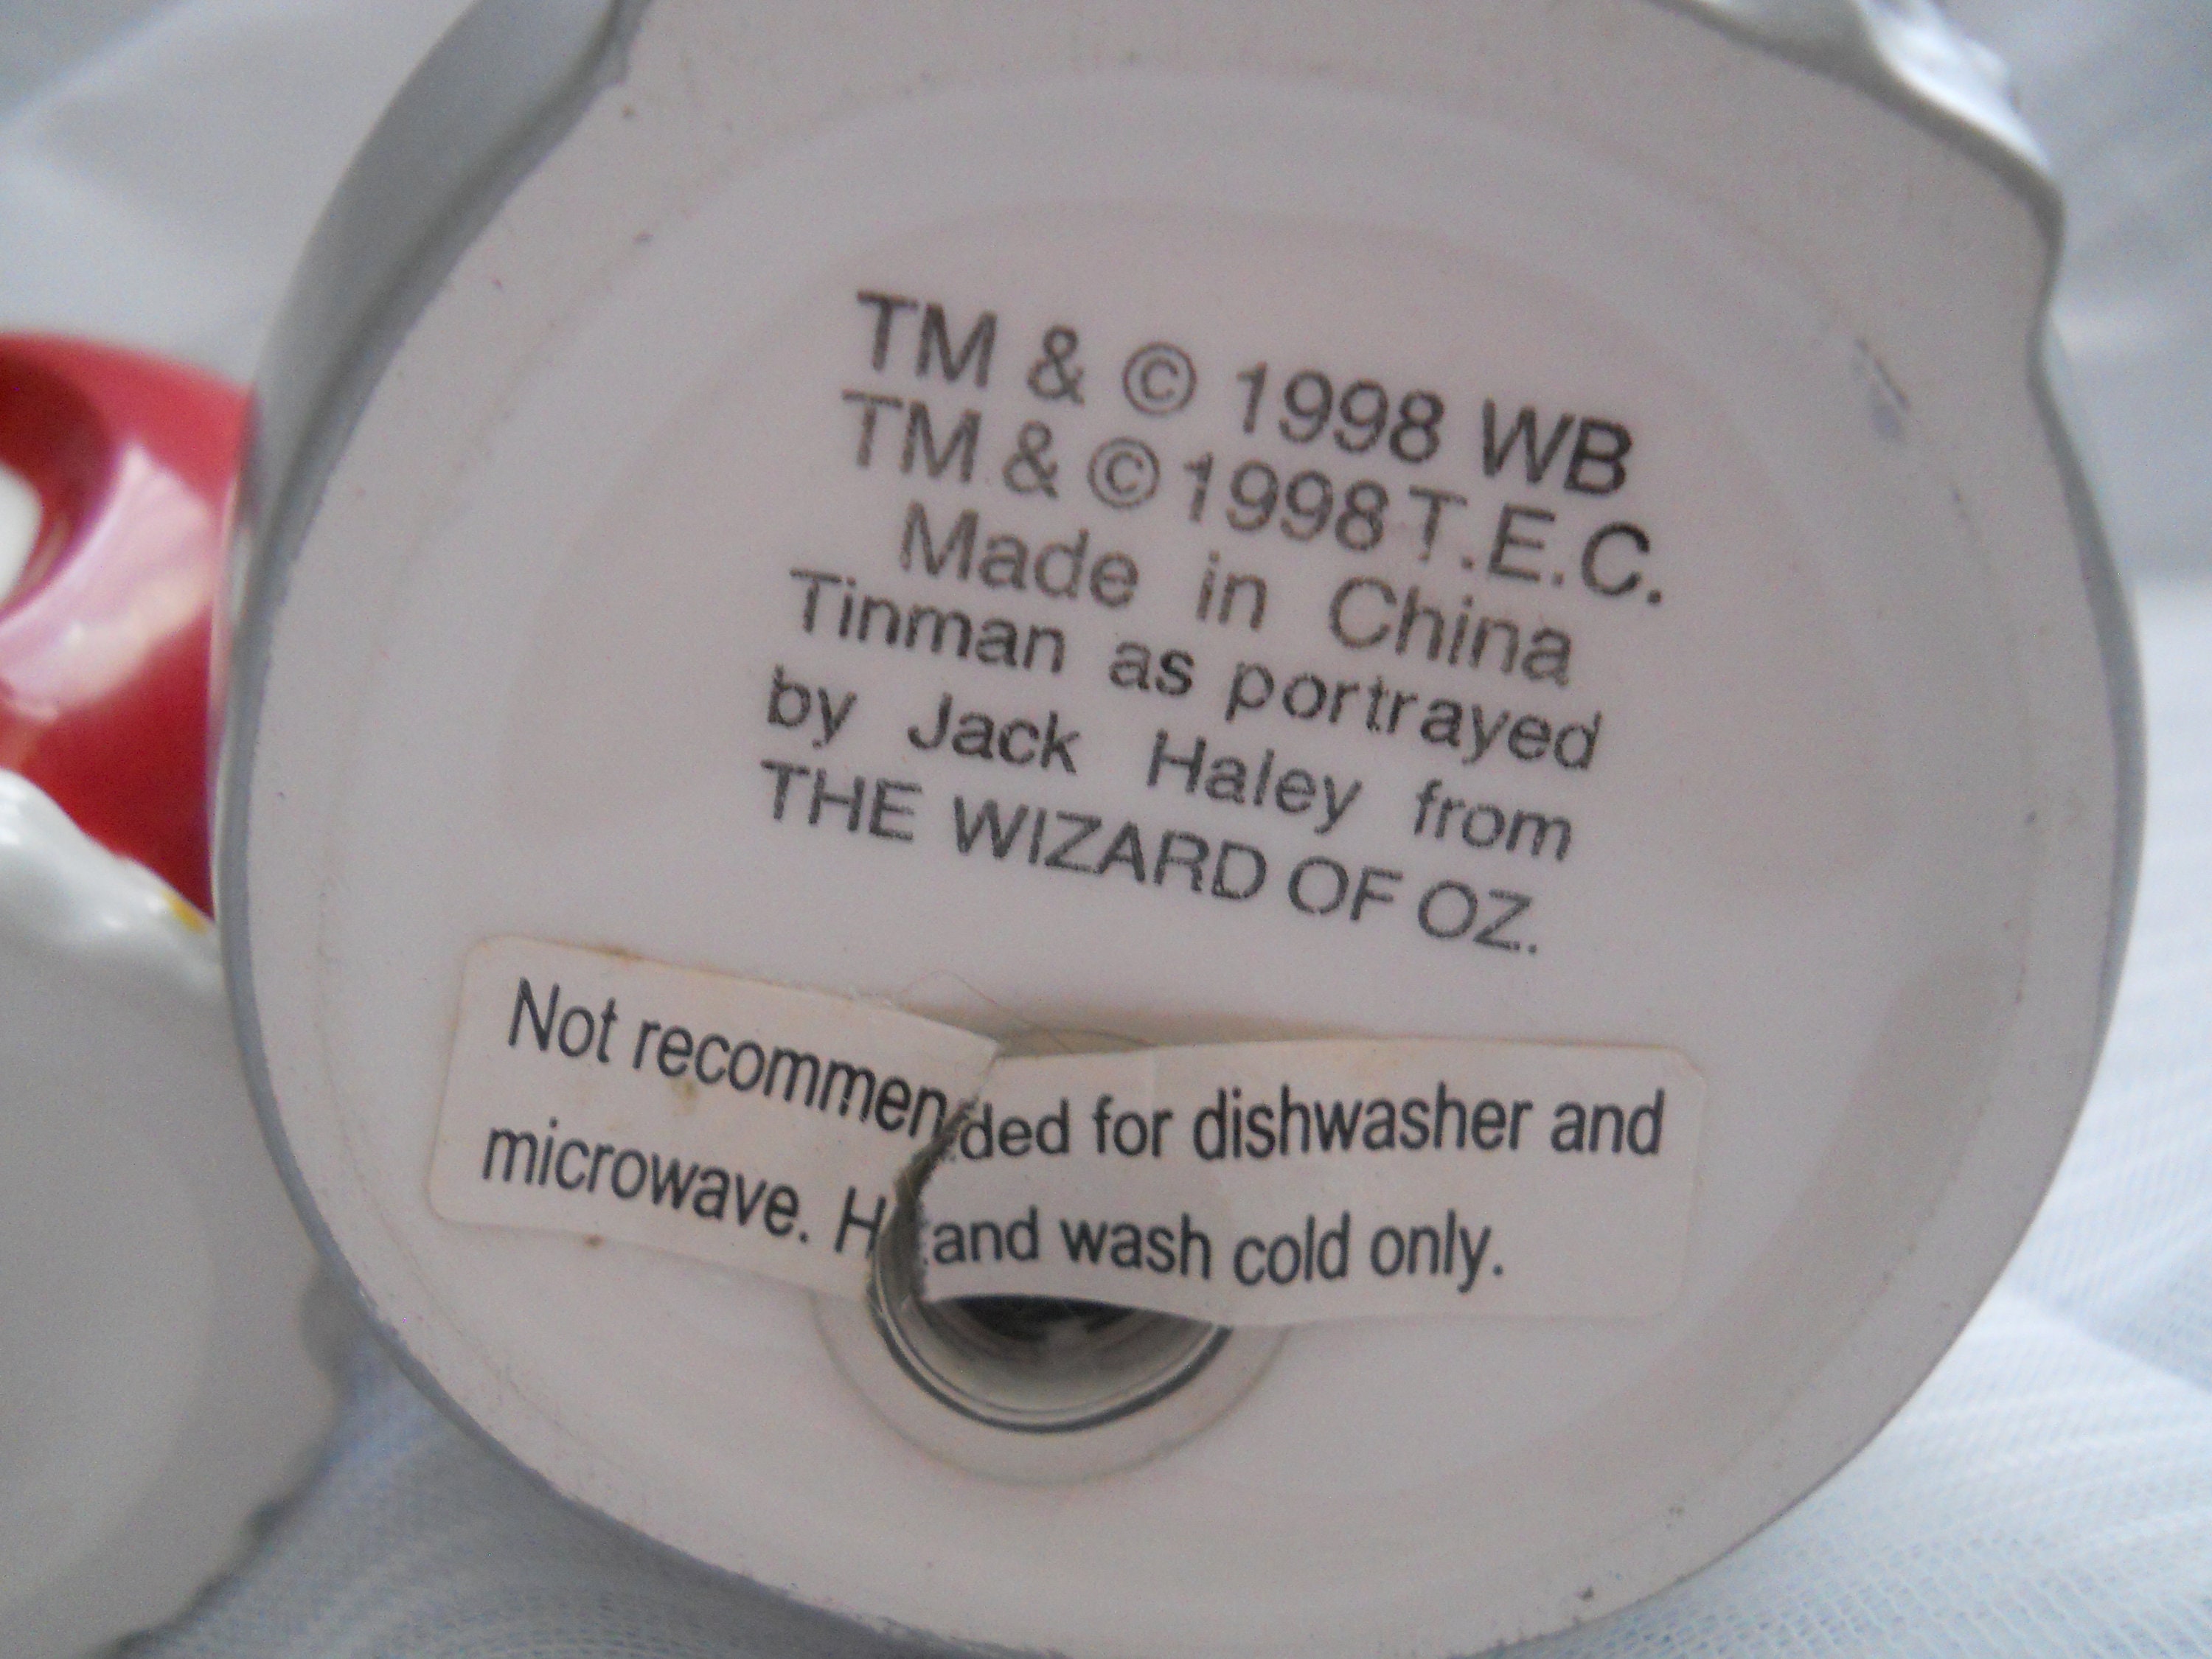 TM & © 1998 WB
TM & © 1998 T.E.C.
Made in China
Tinman as portrayed
by Jack Haley from
THE WIZARD OF OZ.
Not recommended for dishwasher and
microwave. Hand wash cold only.